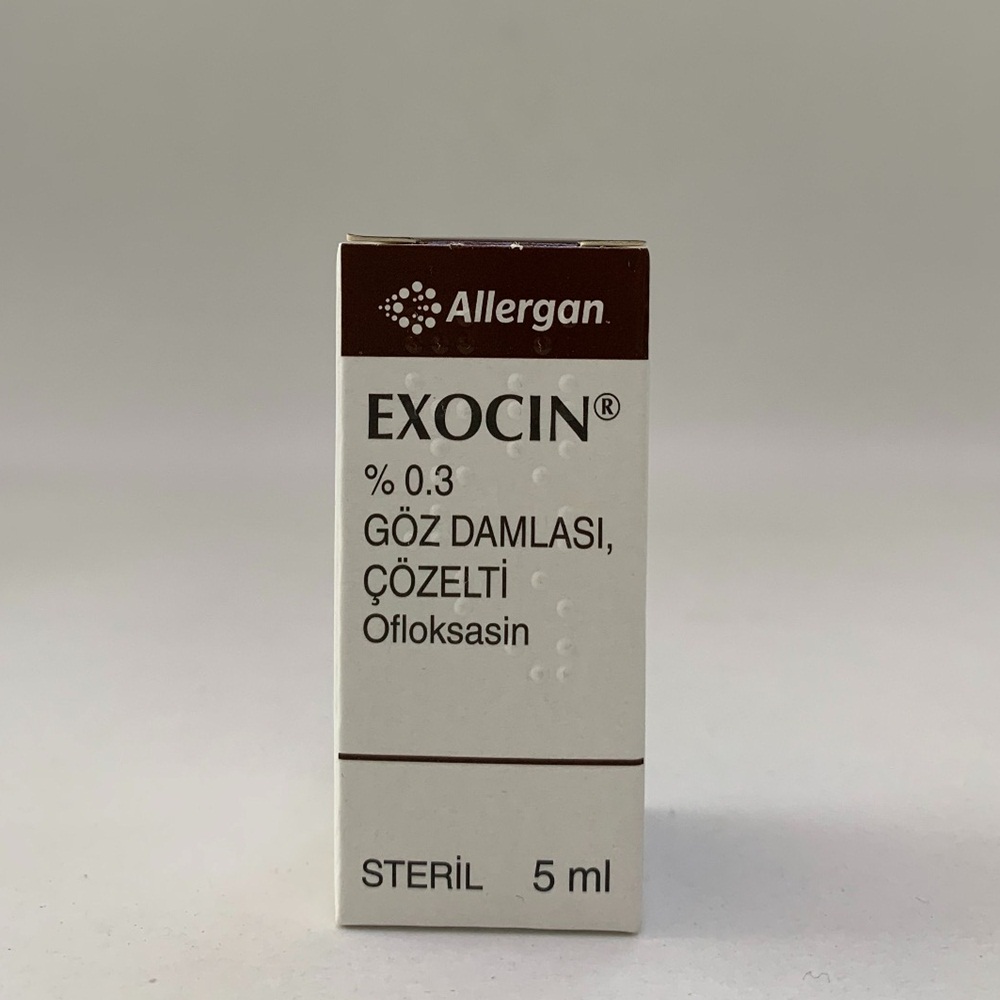 Allergan
EXOCIN®
% 0.3
GÖZ DAMLASI,
ÇÖZELTİ
Ofloksasin
STERİL 5 ml